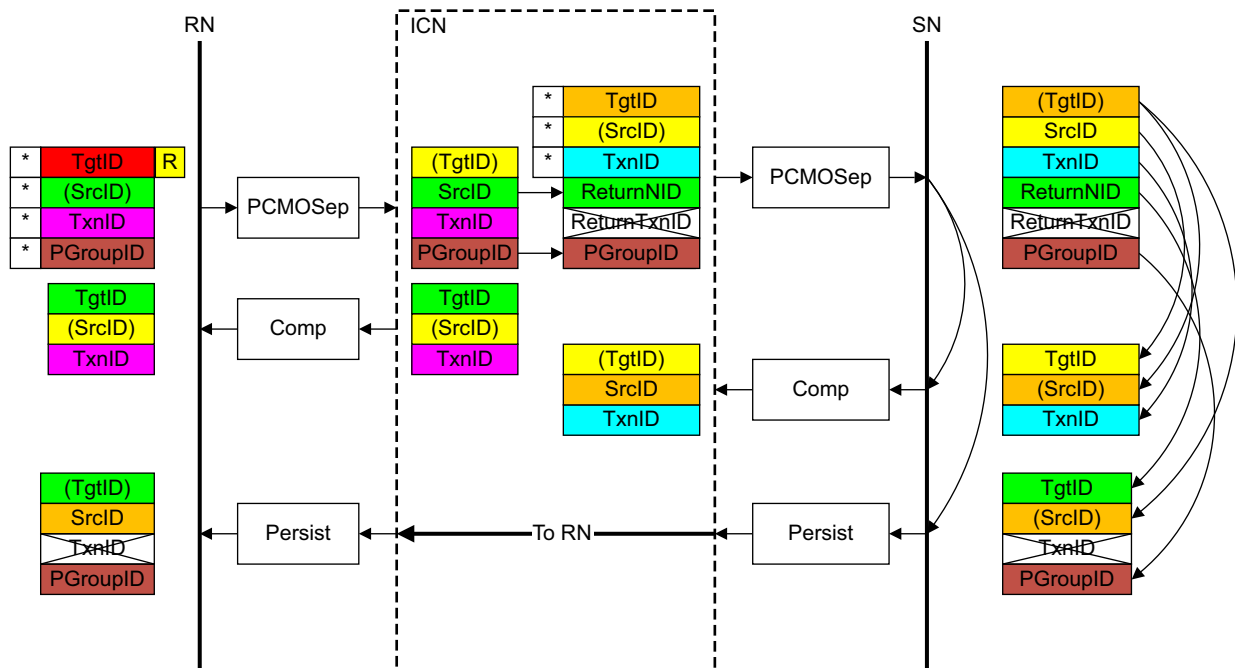 RN
ICN
SN
* TgtID R
* (SrcID)
* TxnID
* PGroupID
PCMOSep
(TgtID)
SrcID
TxnID
PGroupID
* TgtID
* (SrcID)
* TxnID
ReturnNID
ReturnTxnID
PGroupID
PCMOSep
(TgtID)
SrcID
TxnID
ReturnNID
ReturnTxnID
PGroupID
TgtID
(SrcID)
TxnID
Comp
TgtID
(SrcID)
TxnID
(TgtID)
SrcID
TxnID
Comp
TgtID
(SrcID)
TxnID
(TgtID)
SrcID
TxnID
PGroupID
Persist
To RN
Persist
TgtID
(SrcID)
TxnID
PGroupID